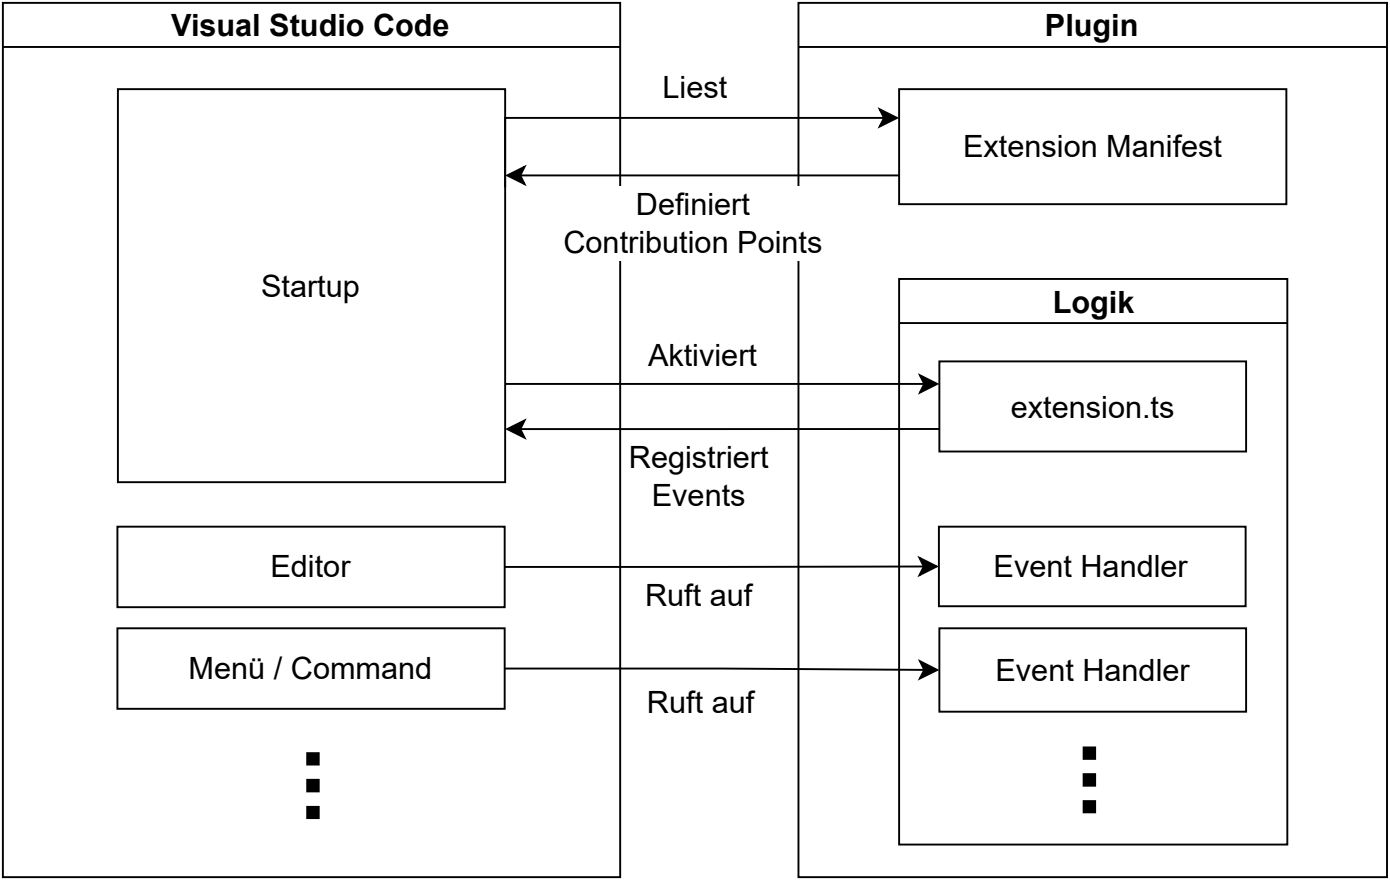 Visual Studio Code
Plugin
Liest
Extension Manifest
Definiert
Contribution Points
Startup
Logik
Aktiviert
extension.ts
Registriert
Events
Editor
Event Handler
Ruft auf
Menü / Command
Event Handler
Ruft auf